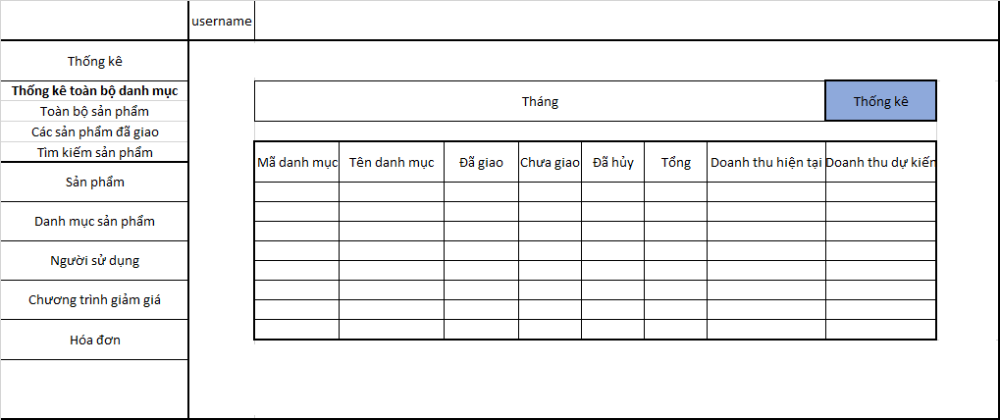 username
Thống kê
Thống kê toàn bộ danh mục
Toàn bộ sản phẩm
Các sản phẩm đã giao
Tìm kiếm sản phẩm
Sản phẩm
Danh mục sản phẩm
Người sử dụng
Chương trình giảm giá
Hóa đơn
Tháng
Thống kê
Mã danh mục Tên danh mục Đã giao Chưa giao Đã hủy Tổng Doanh thu hiện tại Doanh thu dự kiến